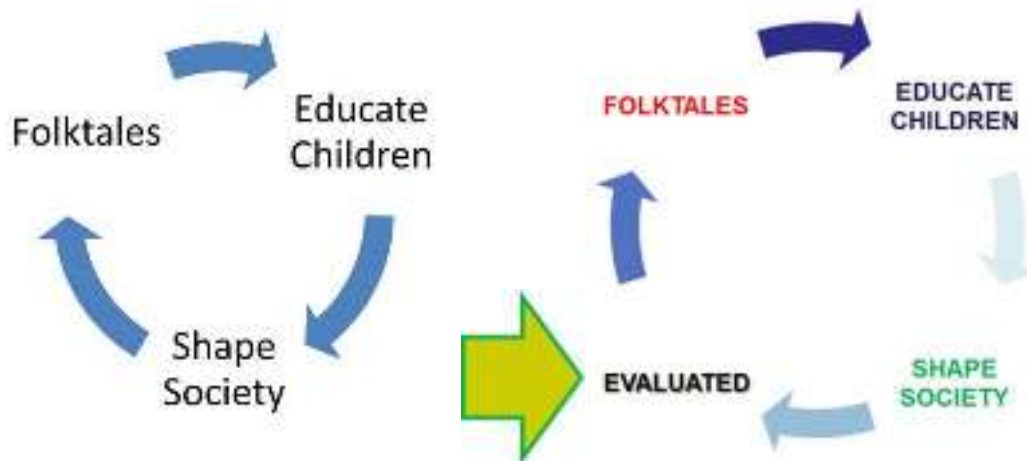 Folktales
Educate
Children
Shape
Society
FOLKTALES
EDUCATE
CHILDREN
EVALUATED
SHAPE
SOCIETY